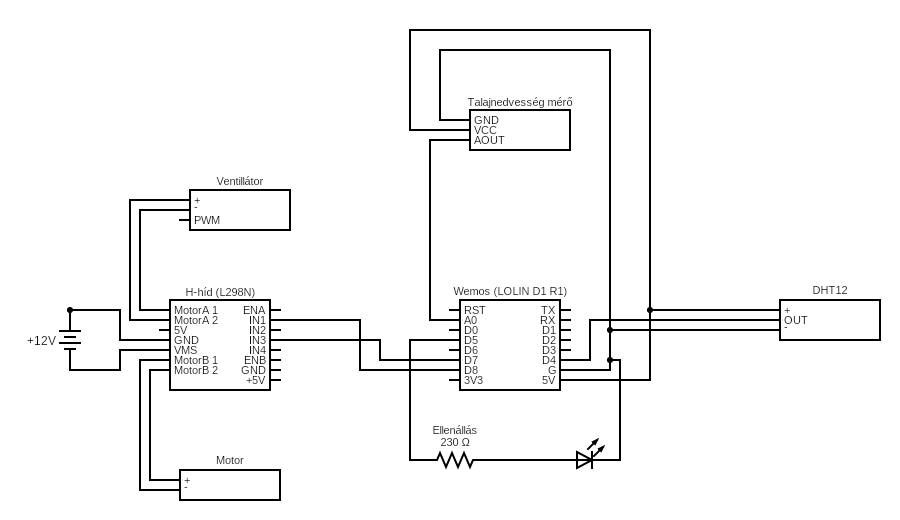 Talajnedvesség mérő
GND
VCC
AOUT
Ventillátor
+
-
PWM
H-híd (L298N)
MotorA 1 ENA
MotorA 2 IN1
5V IN2
GND IN3
VMS IN4
MotorB 1 ENB
MotorB 2 GND
+5V
+12V
Wemos (LOLIN D1 R1)
RST TX
A0 RX
D0 D1
D5 D2
D6 D3
D7 D4
D8 G
3V3 5V
DHT12
+
OUT
-
Ellenállás
230 Ω
Motor
+
-